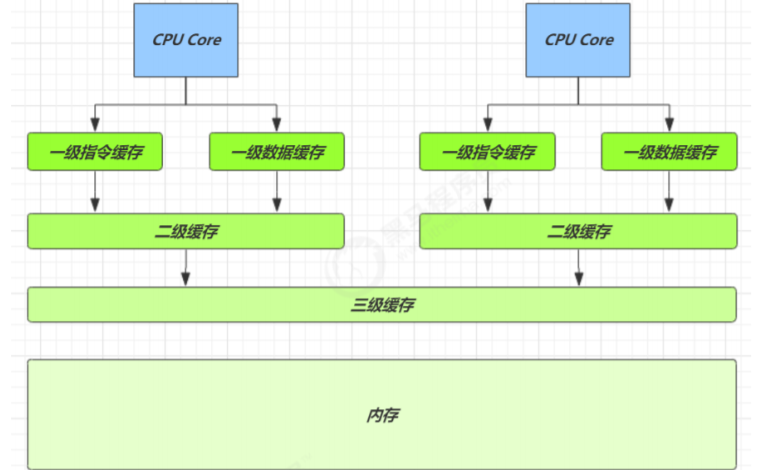 CPU Core
CPU Core
一级指令缓存
一级数据缓存
一级指令缓存
一级数据缓存
二级缓存
二级缓存
三级缓存
内存